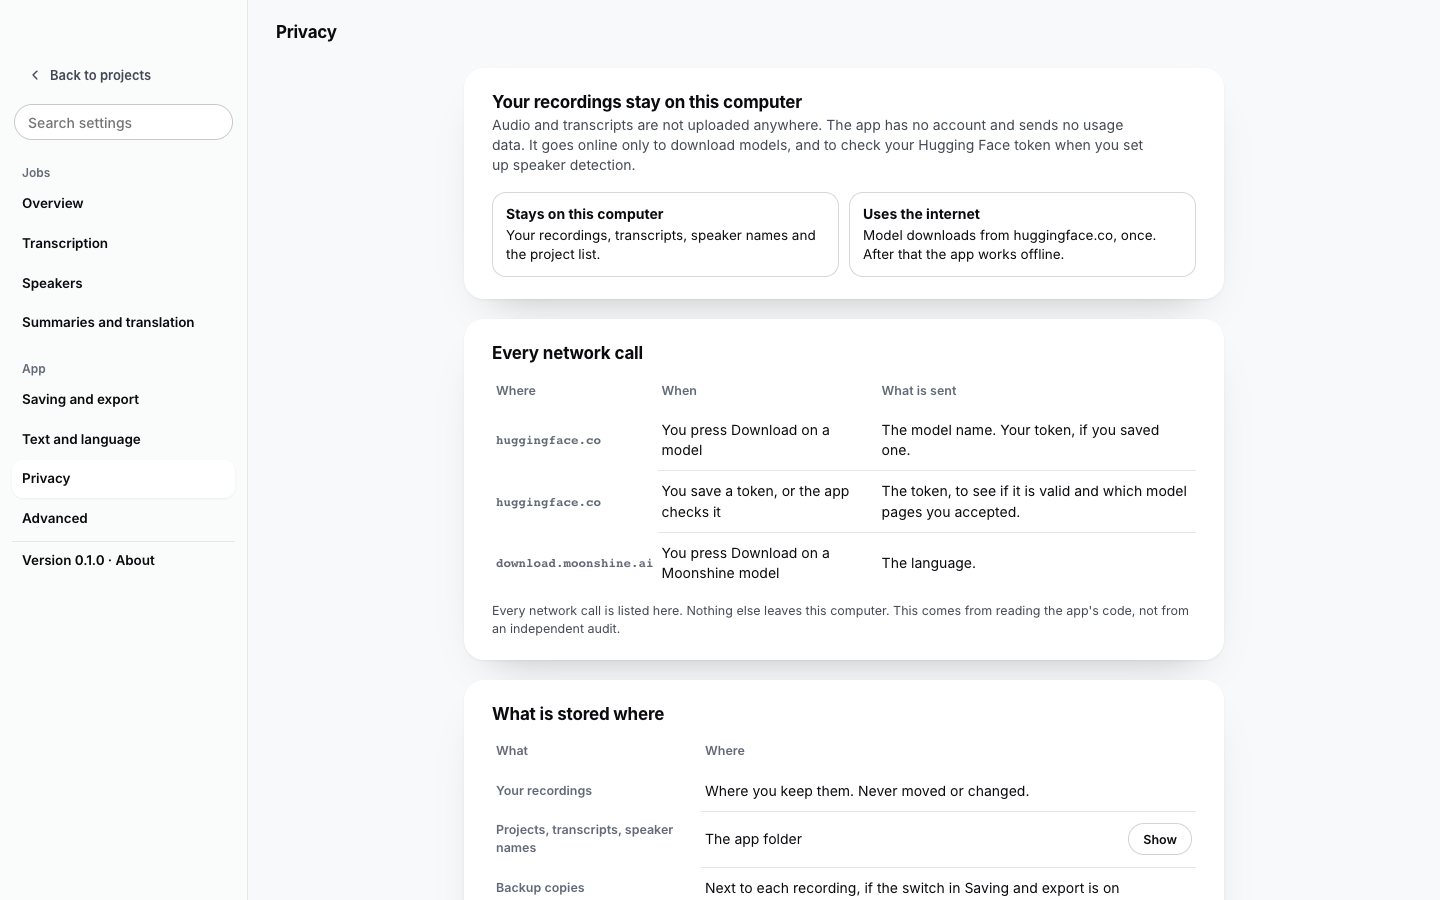 Privacy
Back to projects
Search settings
Jobs
Overview
Transcription
Speakers
Summaries and translation
App
Saving and export
Text and language
Privacy
Advanced
Version 0.1.0 · About
Your recordings stay on this computer
Audio and transcripts are not uploaded anywhere. The app has no account and sends no usage
data. It goes online only to download models, and to check your Hugging Face token when you set
up speaker detection.
Stays on this computer
Your recordings, transcripts, speaker names and
the project list.
Uses the internet
Model downloads from huggingface.co, once.
After that the app works offline.
Every network call
Where When What is sent
huggingface.co You press Download on a The model name. Your token, if you saved
model one.
huggingface.co You save a token, or the app The token, to see if it is valid and which model
checks it pages you accepted.
download.moonshine.ai You press Download on a The language.
Moonshine model
Every network call is listed here. Nothing else leaves this computer. This comes from reading the app's code, not from
an independent audit.
What is stored where
What Where
Your recordings Where you keep them. Never moved or changed.
Projects, transcripts, speaker The app folder Show
names
Backup copies Next to each recording, if the switch in Saving and export is on